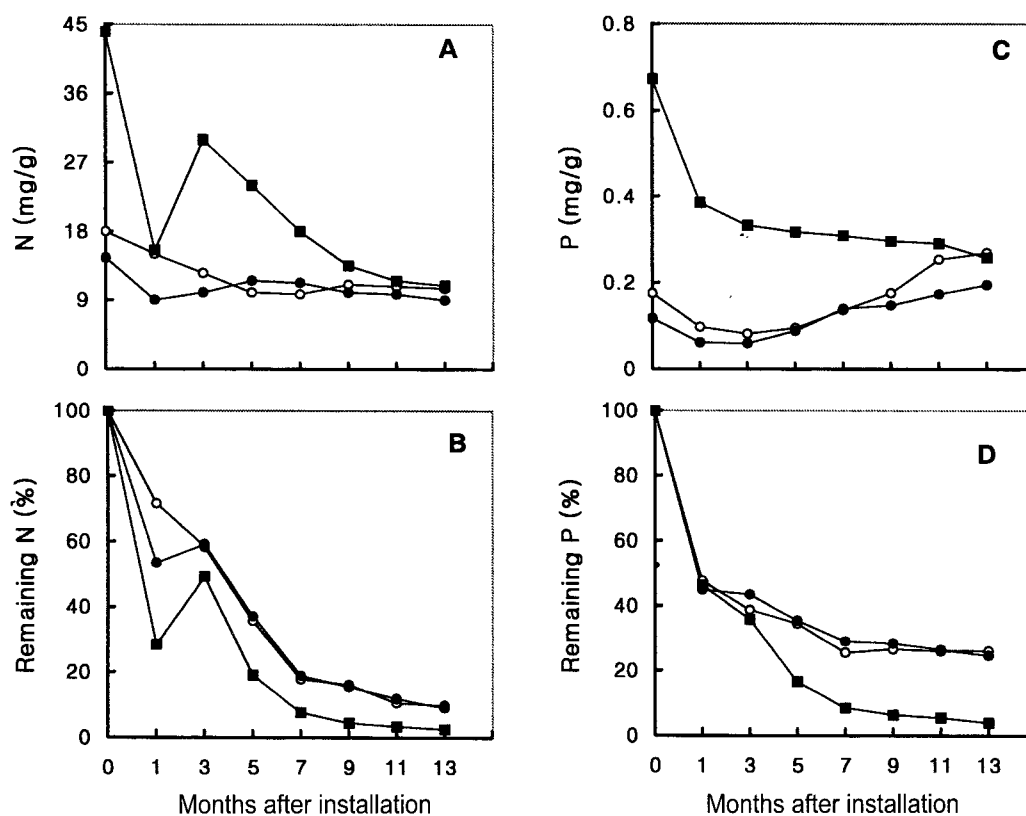 A
N (mg/g)
45
36
27
18
9
0
C
P (mg/g)
0.8
0.6
0.4
0.2
0
B
Remaining N (%)
100
80
60
40
20
0
0 1 3 5 7 9 11 13
Months after installation
D
Remaining P (%)
100
80
60
40
20
0
0 1 3 5 7 9 11 13
Months after installation